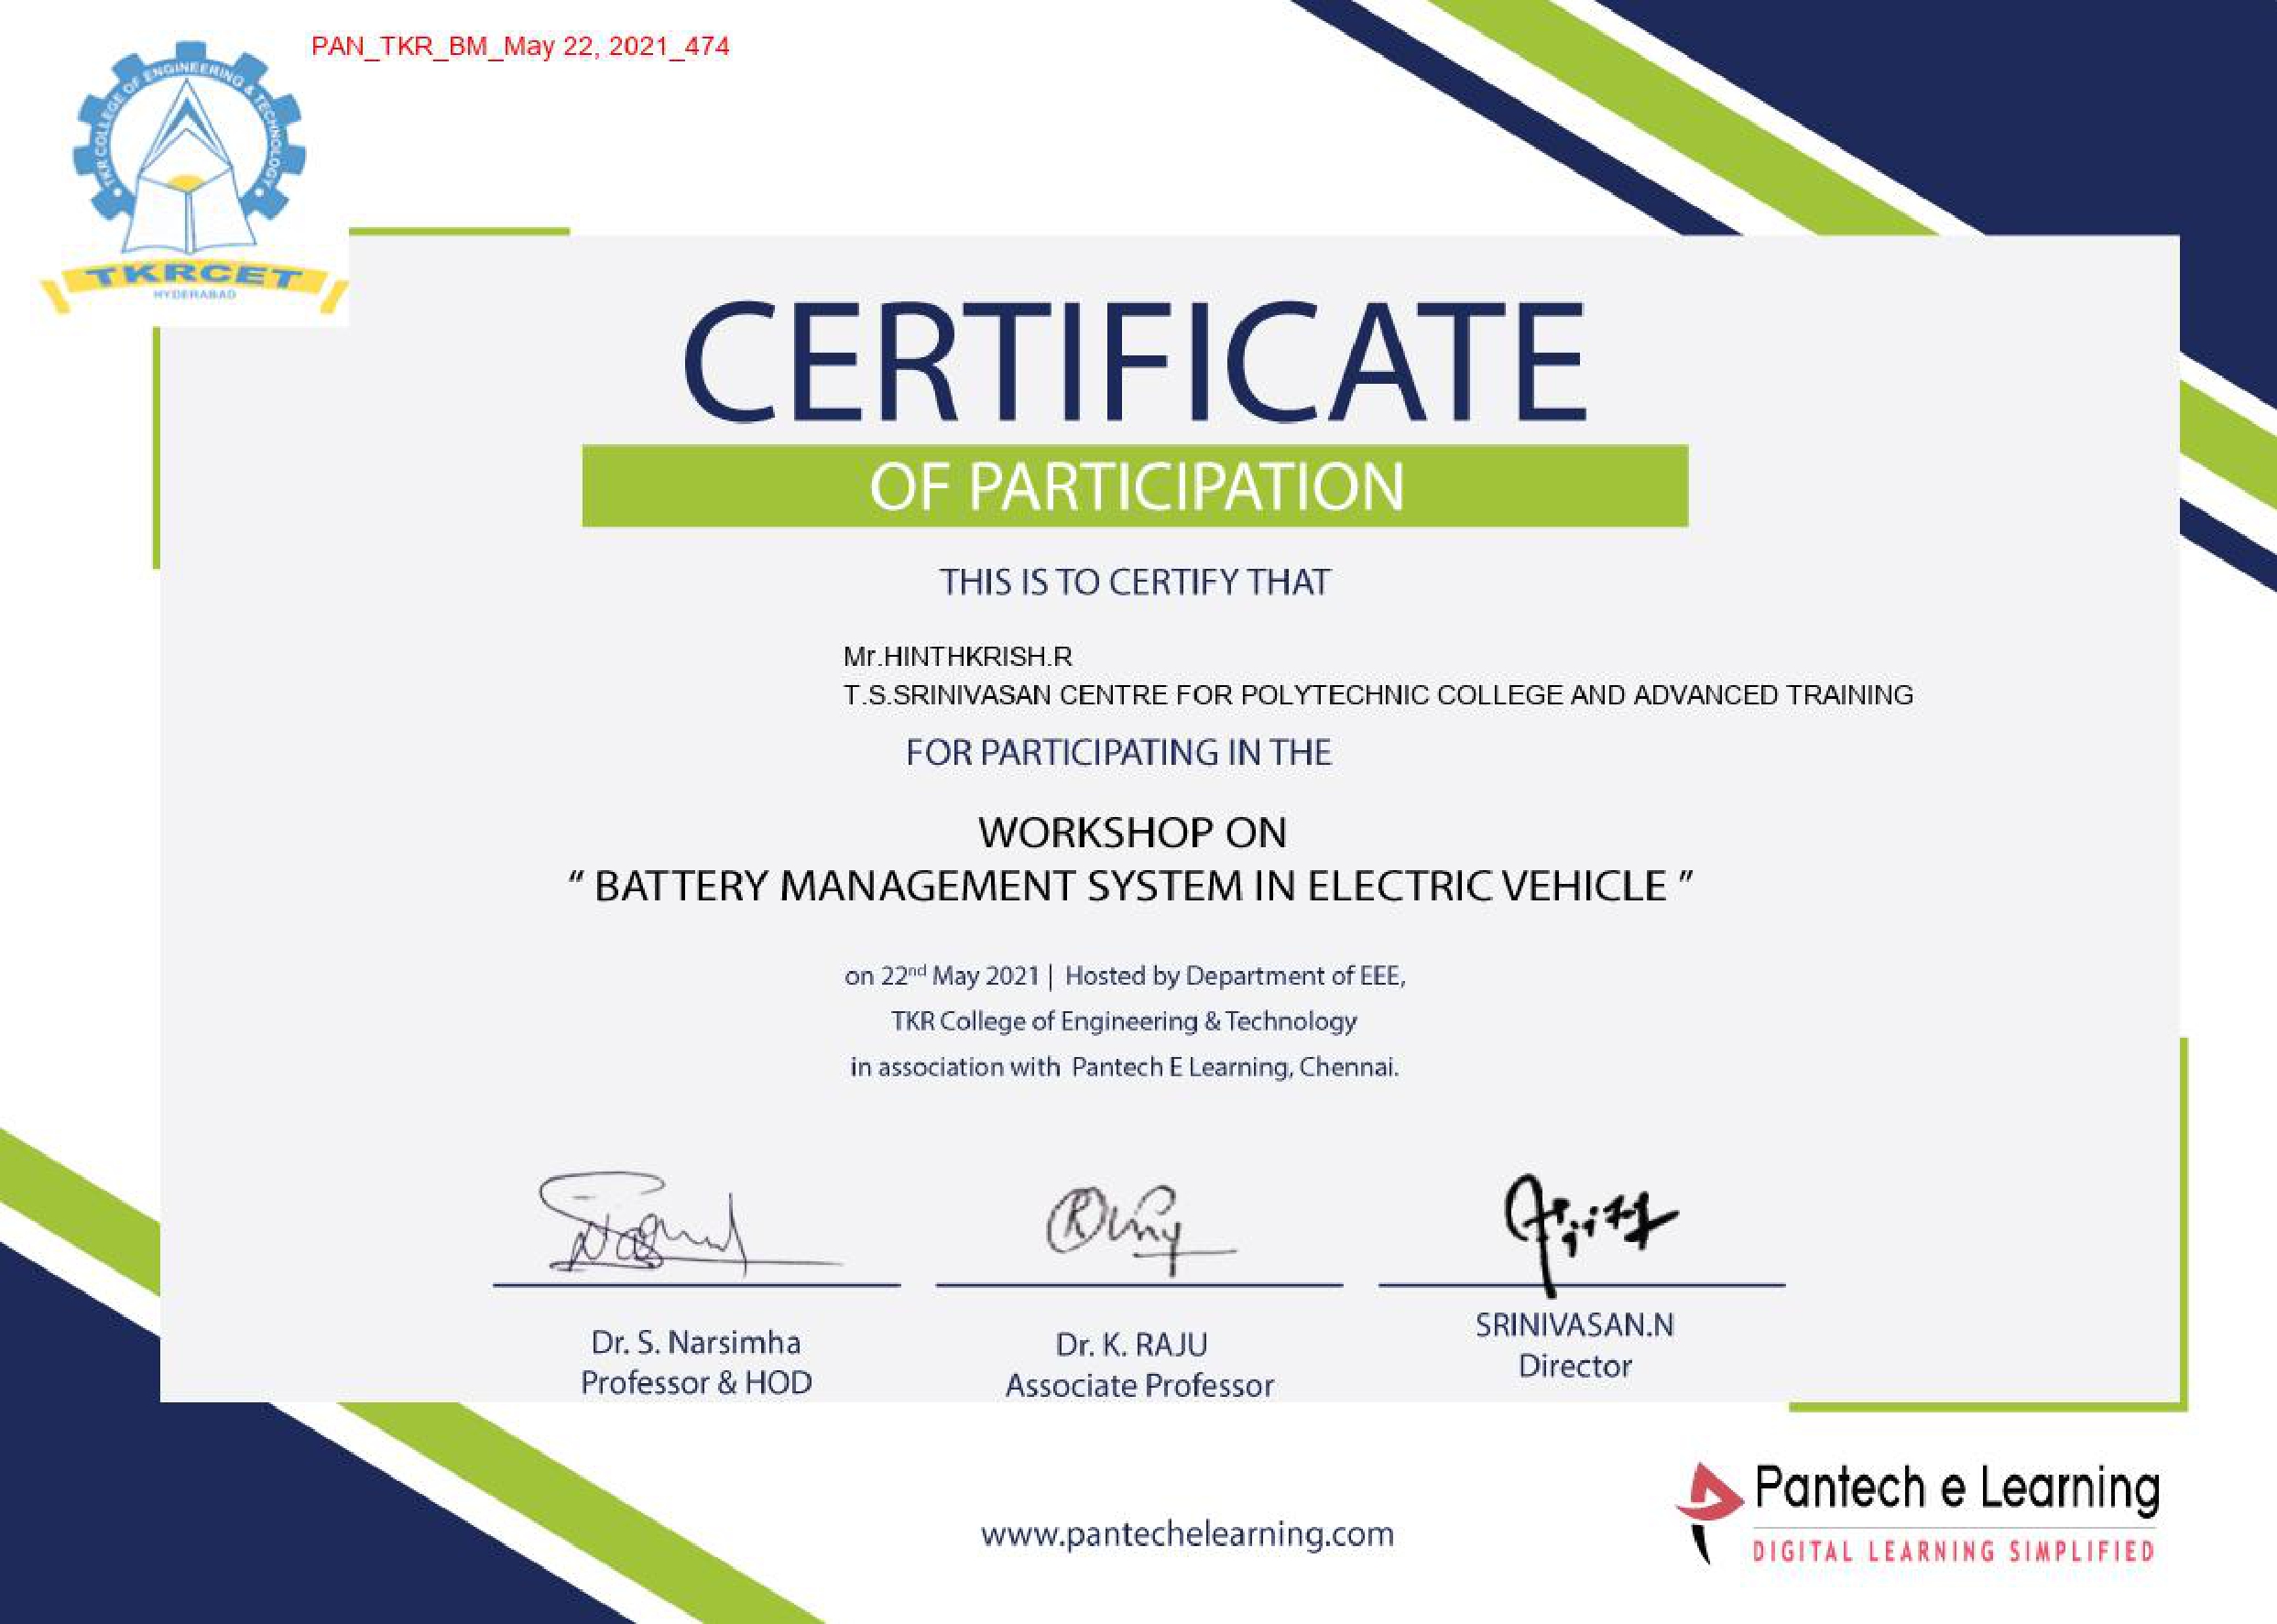 PAN_TKR_BM_May 22, 2021_474
TKR COLLEGE OF ENGINEERING & TECHNOLOGY
TKRCET
HYDERABAD
CERTIFICATE
OF PARTICIPATION
THIS IS TO CERTIFY THAT
Mr.HINTHKRISH.R
T.S.SRINIVASAN CENTRE FOR POLYTECHNIC COLLEGE AND ADVANCED TRAINING
FOR PARTICIPATING IN THE
WORKSHOP ON
“ BATTERY MANAGEMENT SYSTEM IN ELECTRIC VEHICLE ”
on 22nd May 2021 | Hosted by Department of EEE,
TKR College of Engineering & Technology
in association with Pantech E Learning, Chennai.
Dr. S. Narsimha
Professor & HOD
Dr. K. RAJU
Associate Professor
SRINIVASAN.N
Director
www.pantechelearning.com
Pantech e Learning
DIGITAL LEARNING SIMPLIFIED